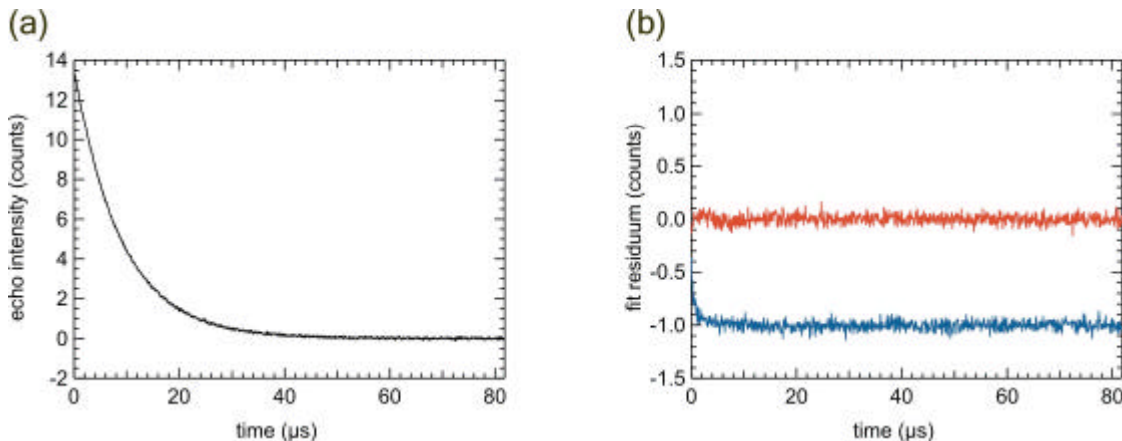 (a)
echo intensity (counts)
14
12
10
8
6
4
2
0
-2
0 20 40 60 80
time (µs)
(b)
fit residuum (counts)
1.5
1.0
0.5
0.0
-0.5
-1.0
-1.5
0 20 40 60 80
time (µs)